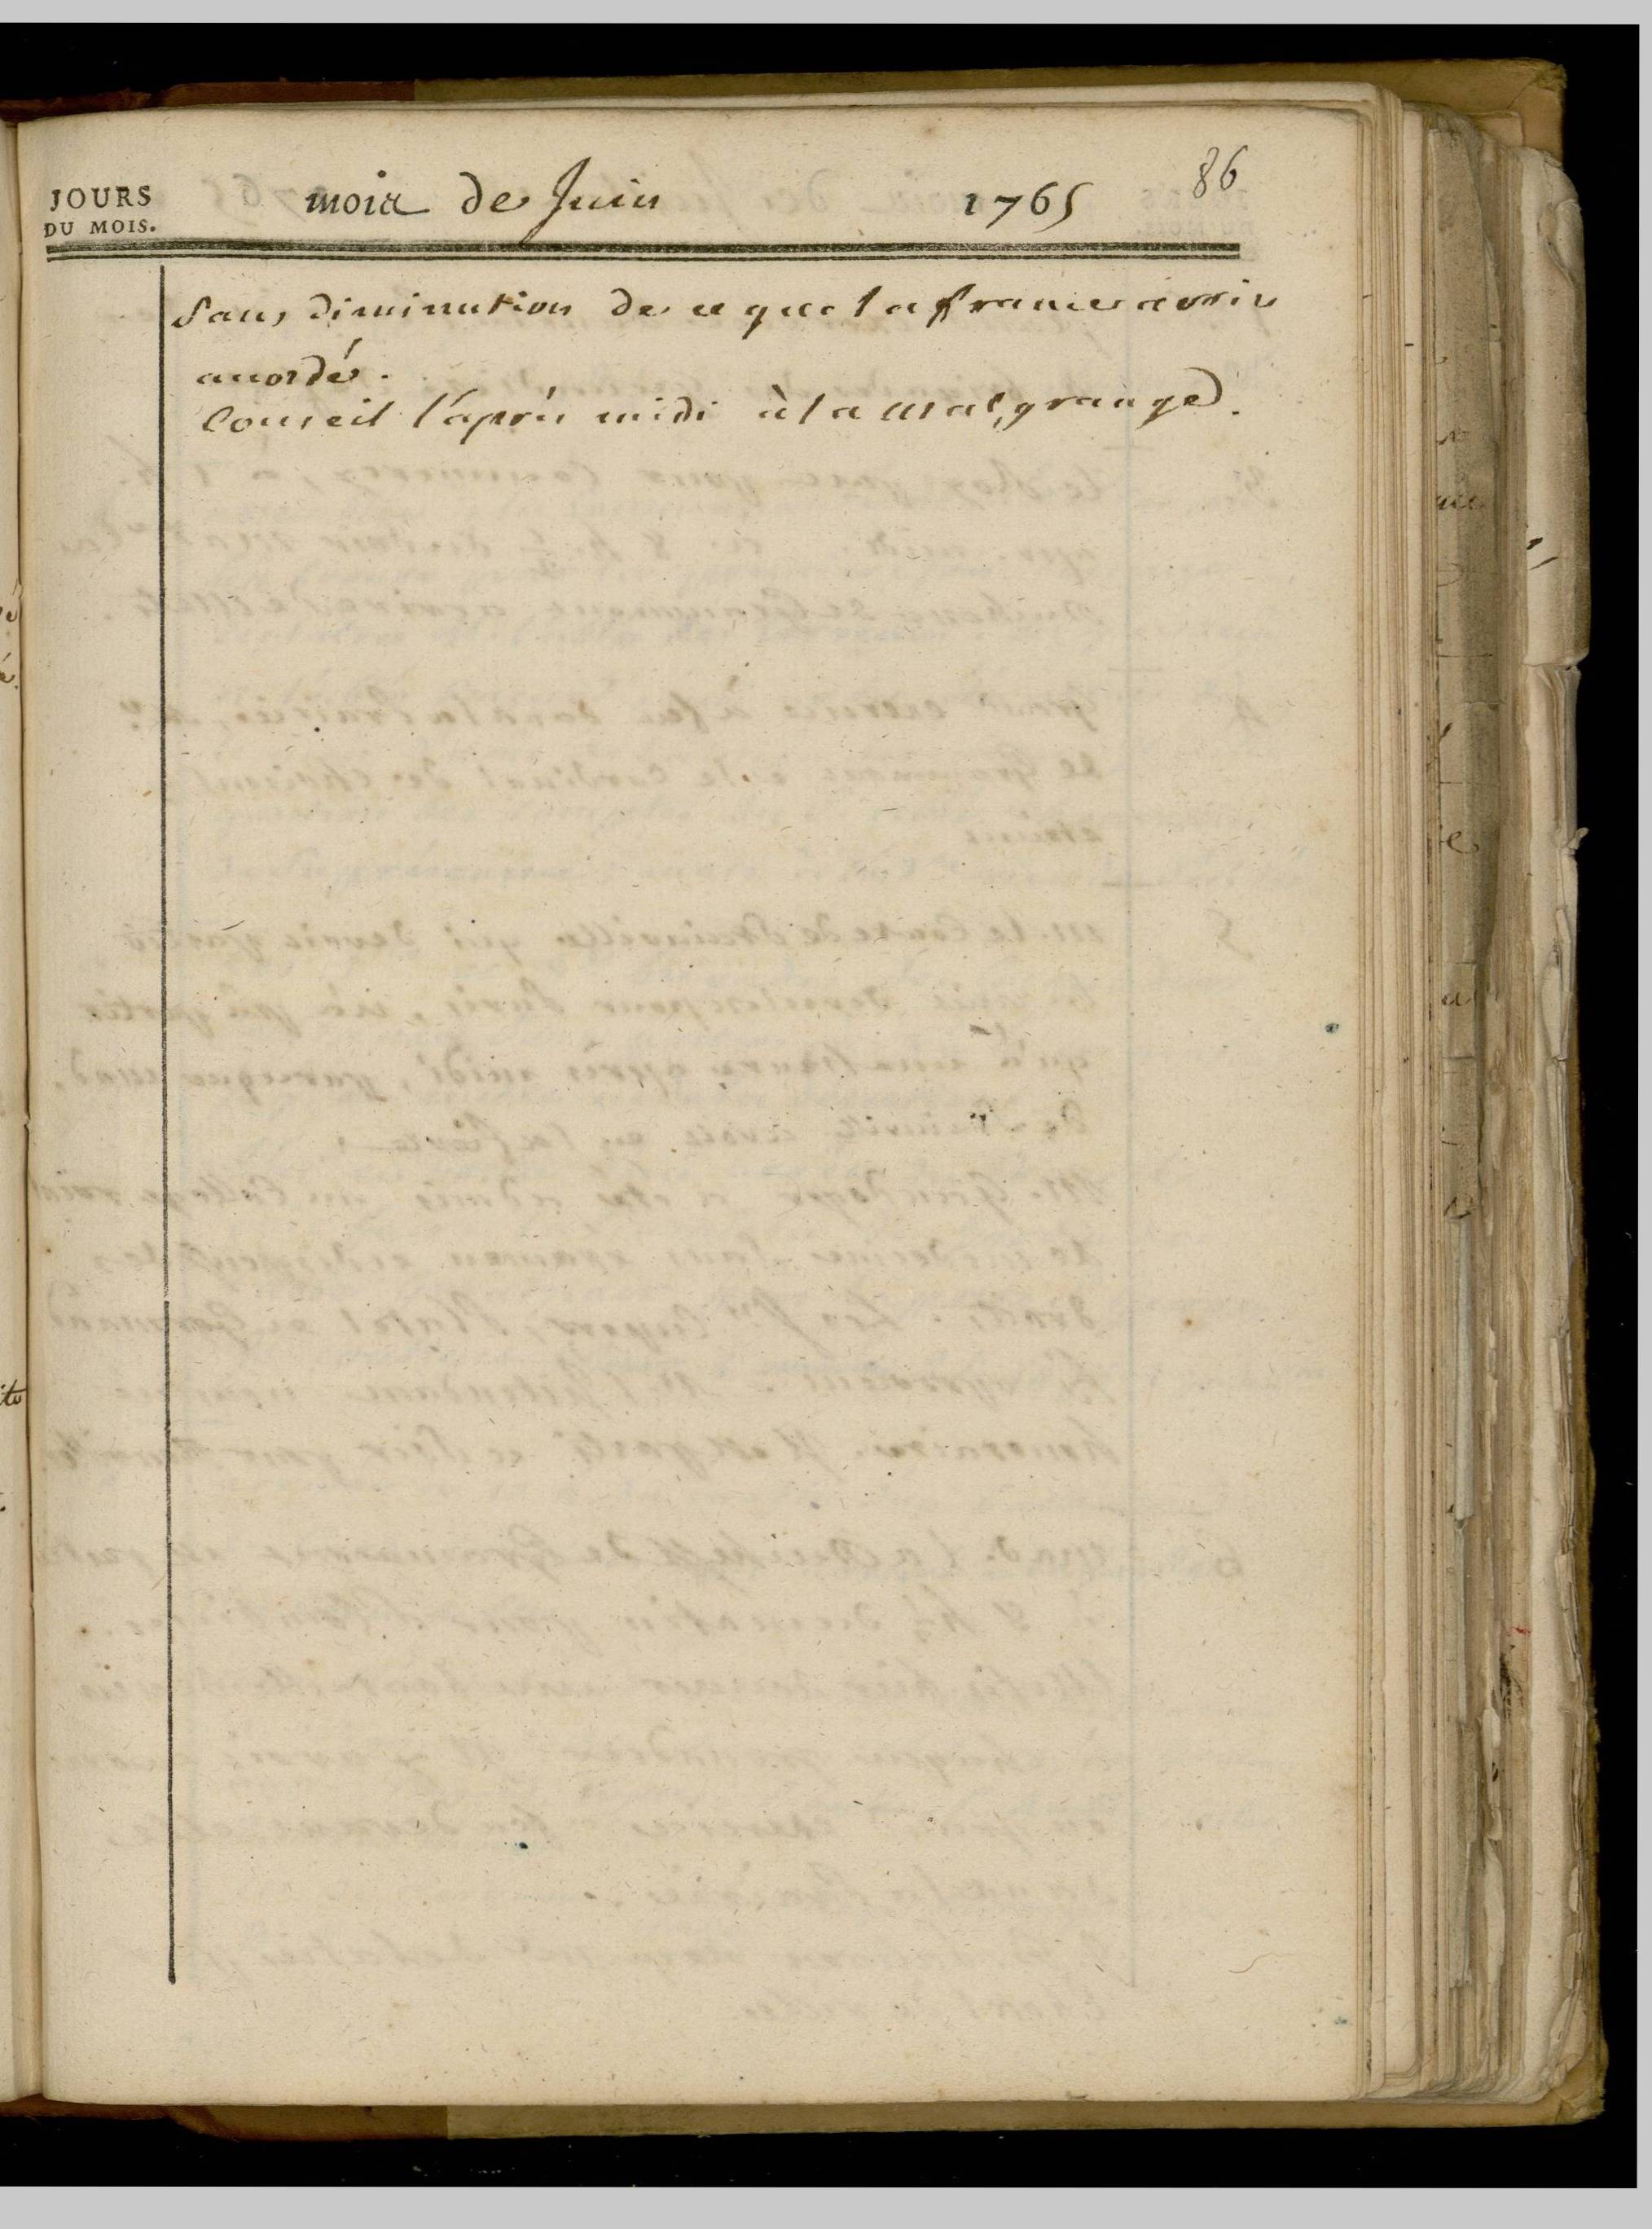 86
JOURS DU MOIS. mois de Juin 1765
sans diminution de ce que la france avoit
accordé.
Conseil l'après midi à la malgrange.